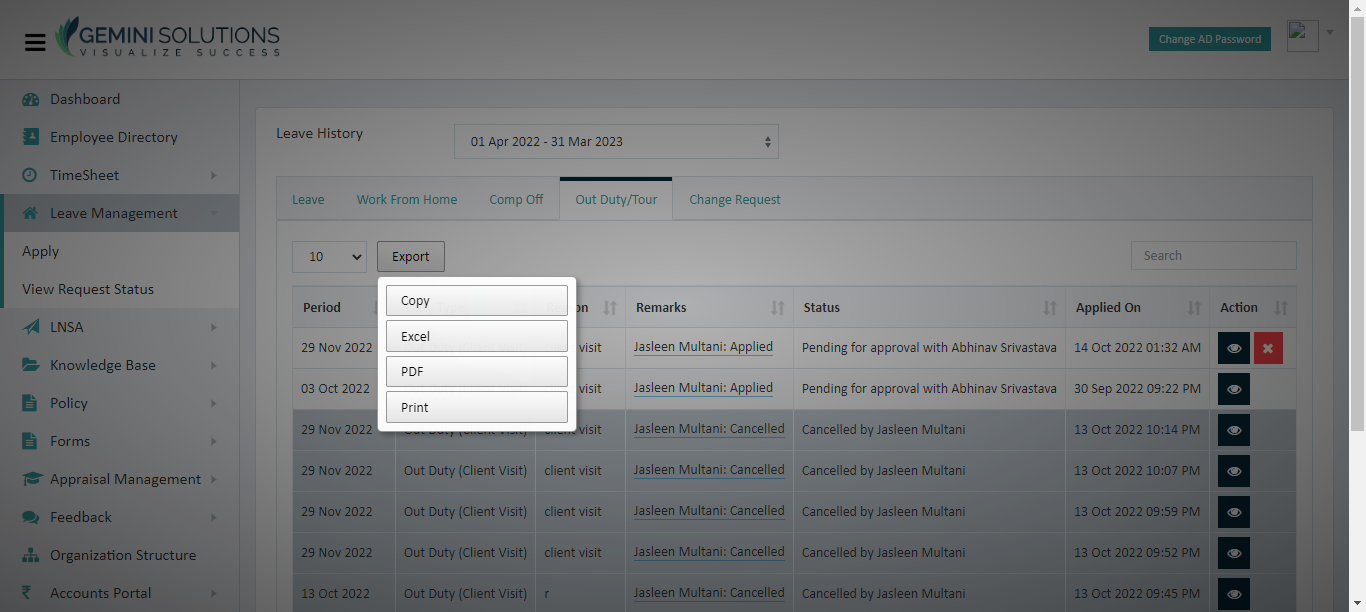 GEMINI SOLUTIONS
VISUALIZE SUCCESS
Change AD Password
Dashboard
Employee Directory
TimeSheet
Leave Management
Apply
View Request Status
LNSA
Knowledge Base
Policy
Forms
Appraisal Management
Feedback
Organization Structure
Accounts Portal
Leave History
01 Apr 2022 - 31 Mar 2023
Leave Work From Home Comp Off Out Duty/Tour Change Request
10 Export Search
Copy
Excel
PDF
Print
Period on Remarks Status Applied On Action
29 Nov 2022 visit Jasleen Multani: Applied Pending for approval with Abhinav Srivastava 14 Oct 2022 01:32 AM
03 Oct 2022 visit Jasleen Multani: Applied Pending for approval with Abhinav Srivastava 30 Sep 2022 09:22 PM
29 Nov 2022 Out Duty (Client Visit) client visit Jasleen Multani: Cancelled Cancelled by Jasleen Multani 13 Oct 2022 10:14 PM
29 Nov 2022 Out Duty (Client Visit) client visit Jasleen Multani: Cancelled Cancelled by Jasleen Multani 13 Oct 2022 10:07 PM
29 Nov 2022 Out Duty (Client Visit) client visit Jasleen Multani: Cancelled Cancelled by Jasleen Multani 13 Oct 2022 09:59 PM
29 Nov 2022 Out Duty (Client Visit) client visit Jasleen Multani: Cancelled Cancelled by Jasleen Multani 13 Oct 2022 09:52 PM
13 Oct 2022 Out Duty (Client Visit) r Jasleen Multani: Cancelled Cancelled by Jasleen Multani 13 Oct 2022 09:45 PM